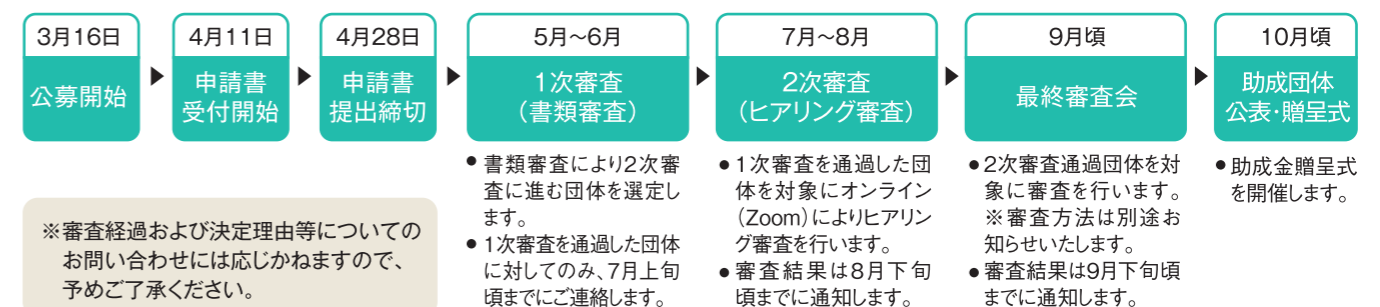 3月16日
公募開始
4月11日
申請書
受付開始
4月28日
申請書
提出締切
5月~6月
1次審査
(書類審査)
● 書類審査により2次審
査に進む団体を選定し
ます。
● 1次審査を通過した団体
に対してのみ、7月上旬
頃までにご連絡します。
7月~8月
2次審査
(ヒアリング審査)
● 1次審査を通過した団
体を対象にオンライン
(Zoom)によりヒアリン
グ審査を行います。
● 審査結果は8月下旬
頃までに通知します。
9月頃
最終審査会
● 2次審査通過団体を対
象に審査を行います。
※審査方法は別途お
知らせいたします。
● 審査結果は9月下旬頃
までに通知します。
10月頃
助成団体
公表・贈呈式
● 助成金贈呈式
を開催します。
※審査経過および決定理由等についての
お問い合わせには応じかねますので、
予めご了承ください。